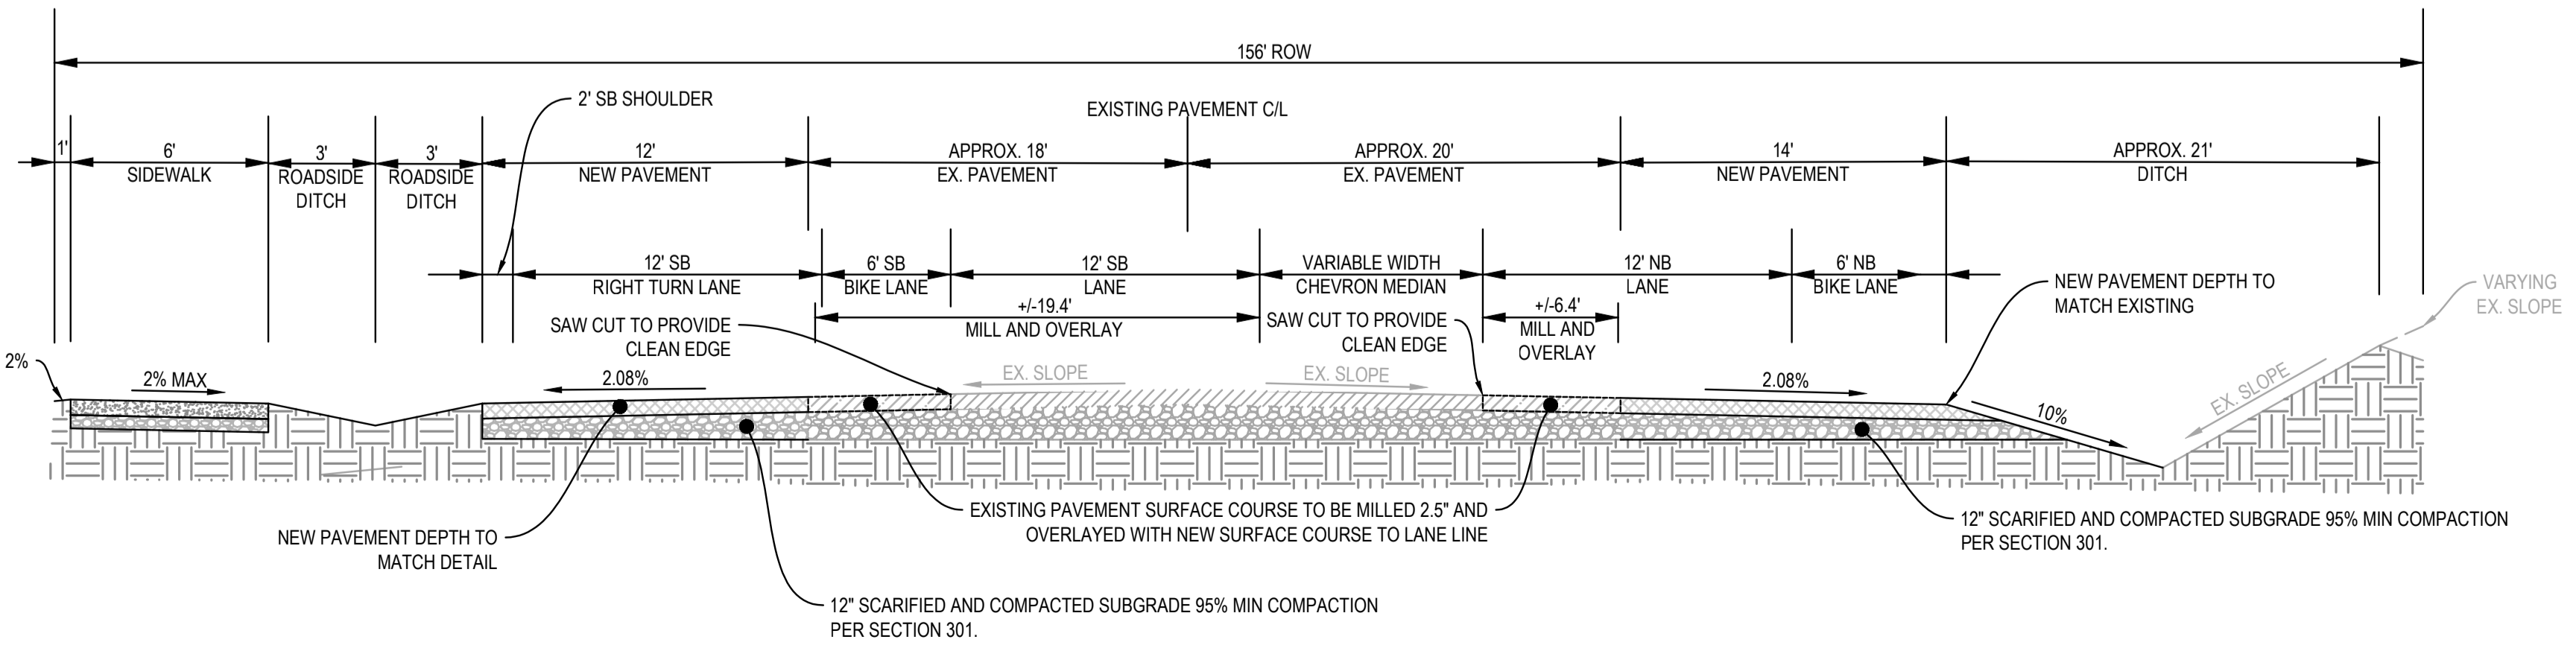 156' ROW
2' SB SHOULDER
EXISTING PAVEMENT C/L
1'
6'
SIDEWALK
3'
ROADSIDE
DITCH
3'
ROADSIDE
DITCH
12'
NEW PAVEMENT
APPROX. 18'
EX. PAVEMENT
APPROX. 20'
EX. PAVEMENT
14'
NEW PAVEMENT
APPROX. 21'
DITCH
12' SB
RIGHT TURN LANE
6' SB
BIKE LANE
12' SB
LANE
VARIABLE WIDTH
CHEVRON MEDIAN
12' NB
LANE
6' NB
BIKE LANE
NEW PAVEMENT DEPTH TO
MATCH EXISTING
VARYING
EX. SLOPE
+/-19.4'
MILL AND OVERLAY
+/-6.4'
MILL AND
OVERLAY
SAW CUT TO PROVIDE
CLEAN EDGE
SAW CUT TO PROVIDE
CLEAN EDGE
2%
2% MAX
2.08%
EX. SLOPE
EX. SLOPE
2.08%
10%
EX. SLOPE
NEW PAVEMENT DEPTH TO
MATCH DETAIL
EXISTING PAVEMENT SURFACE COURSE TO BE MILLED 2.5" AND
OVERLAYED WITH NEW SURFACE COURSE TO LANE LINE
12" SCARIFIED AND COMPACTED SUBGRADE 95% MIN COMPACTION
PER SECTION 301.
12" SCARIFIED AND COMPACTED SUBGRADE 95% MIN COMPACTION
PER SECTION 301.